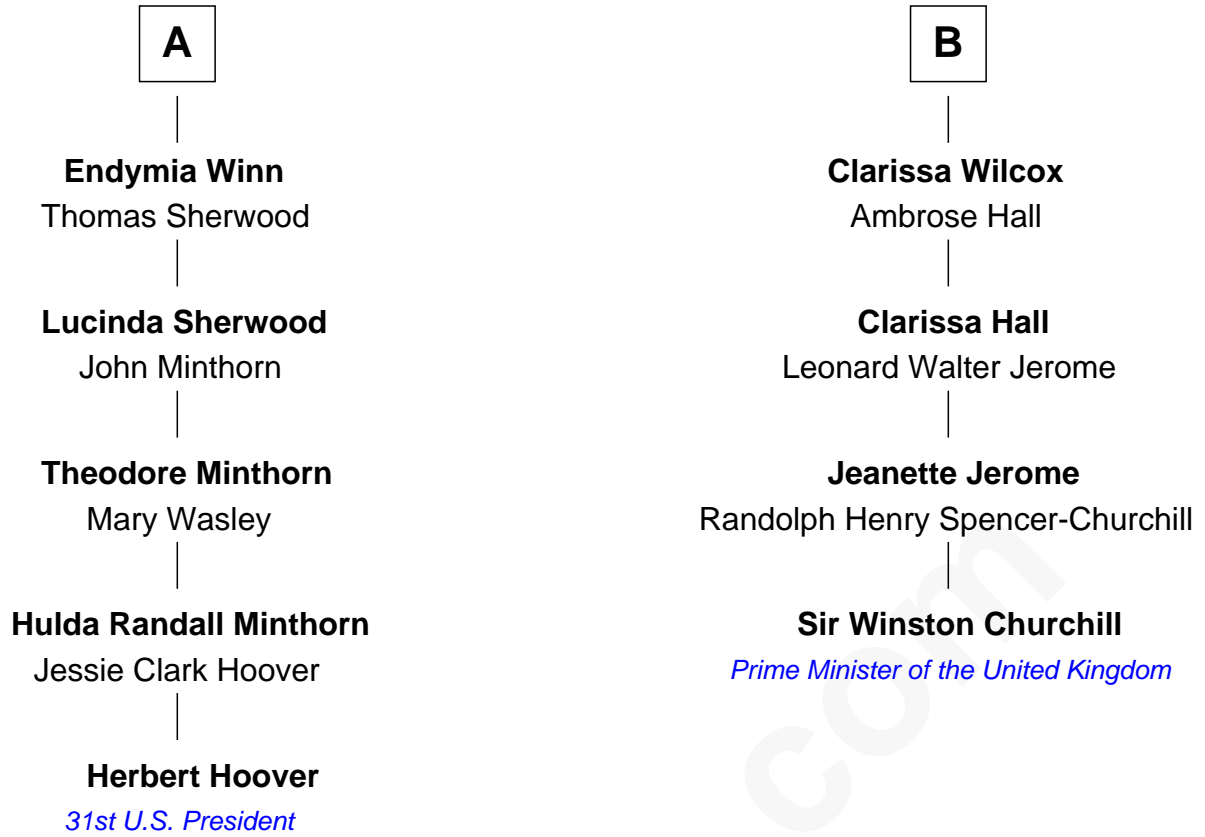 A
Endymia Winn
Thomas Sherwood
Lucinda Sherwood
John Minthorn
Theodore Minthorn
Mary Wasley
Hulda Randall Minthorn
Jessie Clark Hoover
Herbert Hoover
31st U.S. President
B
Clarissa Wilcox
Ambrose Hall
Clarissa Hall
Leonard Walter Jerome
Jeanette Jerome
Randolph Henry Spencer-Churchill
Sir Winston Churchill
Prime Minister of the United Kingdom
com